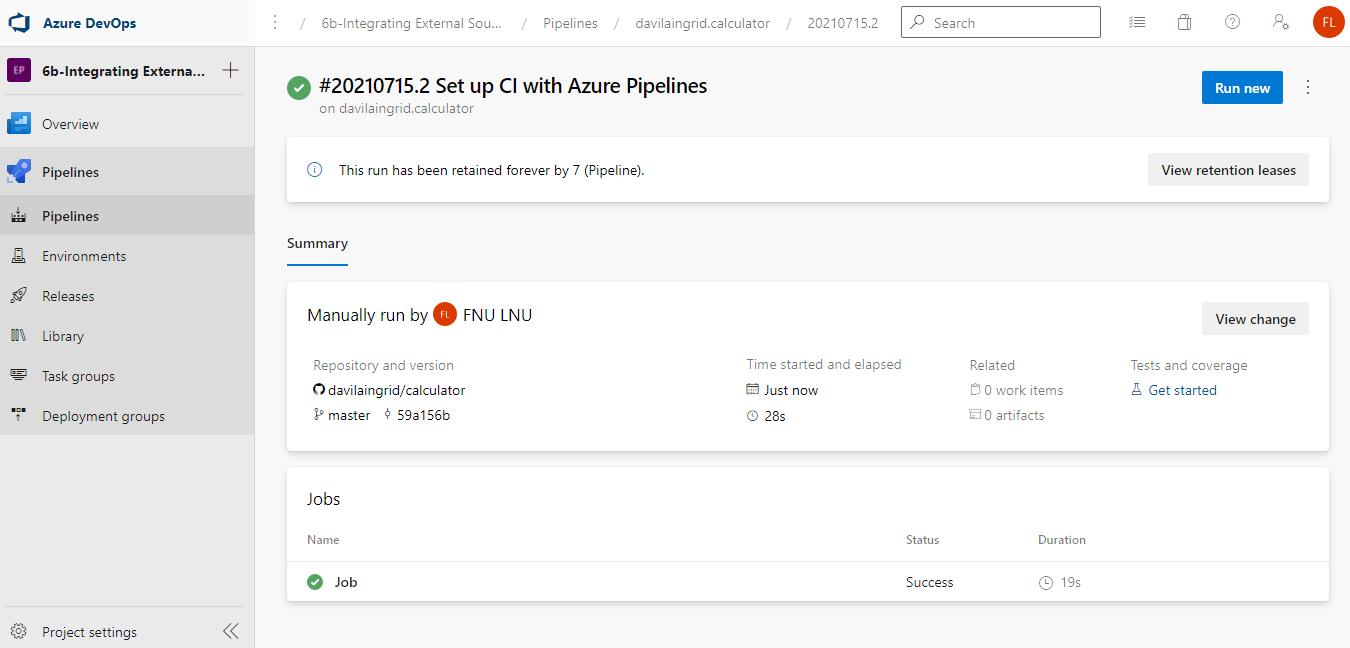 Azure DevOps
/ 6b-Integrating External Sou... / Pipelines / davilaingrid.calculator / 20210715.2
Search
FL
EP 6b-Integrating Externa...
Overview
Pipelines
Pipelines
Environments
Releases
Library
Task groups
Deployment groups
Project settings
#20210715.2 Set up CI with Azure Pipelines
on davilaingrid.calculator
Run new
This run has been retained forever by 7 (Pipeline).
View retention leases
Summary
Manually run by FL FNU LNU
View change
Repository and version
davilaingrid/calculator
master 59a156b
Time started and elapsed
Just now
28s
Related
0 work items
0 artifacts
Tests and coverage
Get started
Jobs
Name Status Duration
Job Success 19s